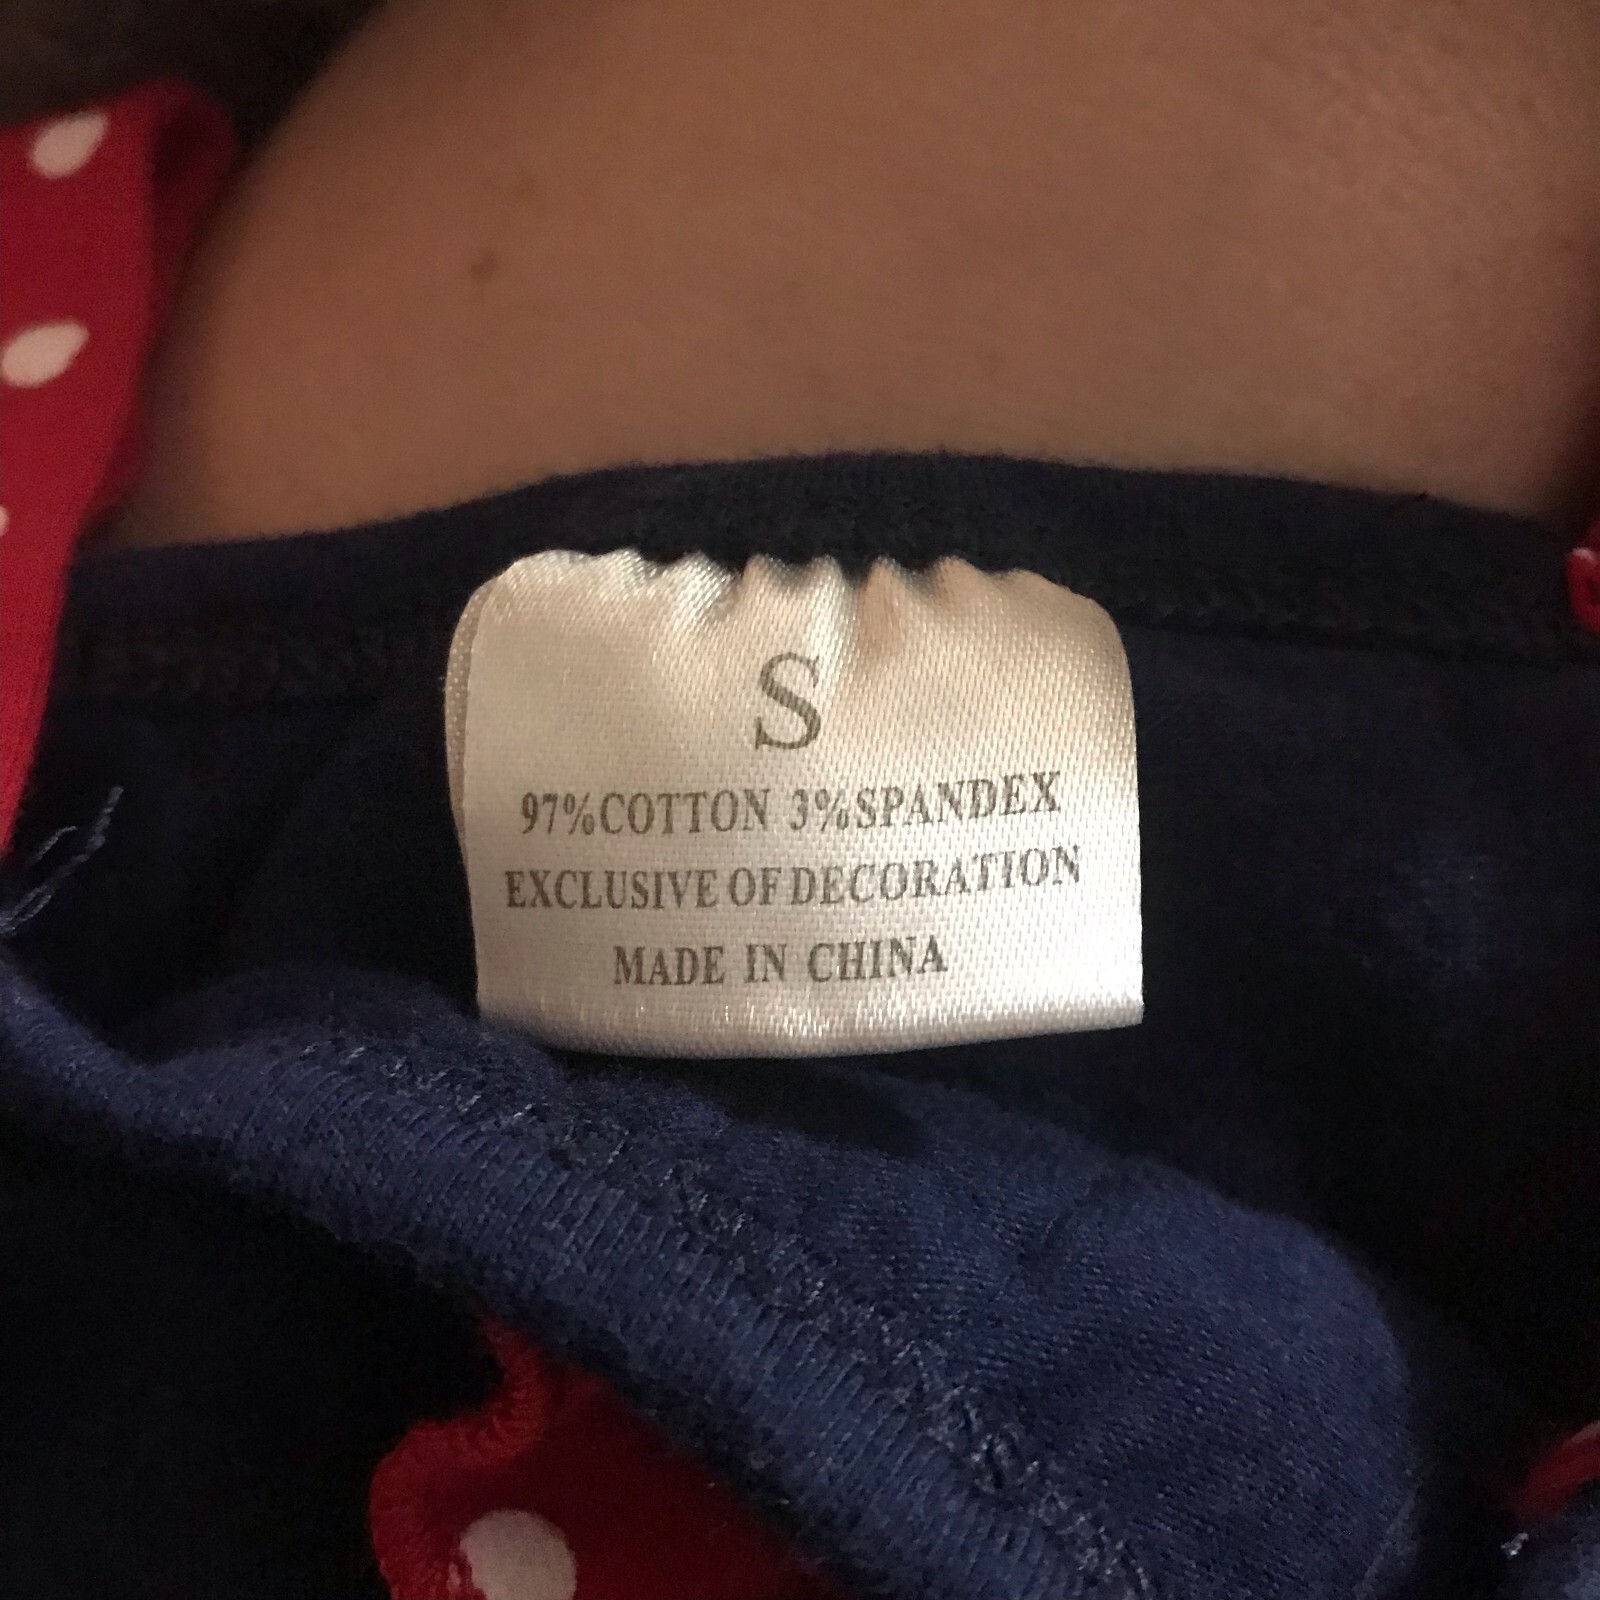 S
97%COTTON 3%SPANDEX
EXCLUSIVE OF DECORATION
MADE IN CHINA